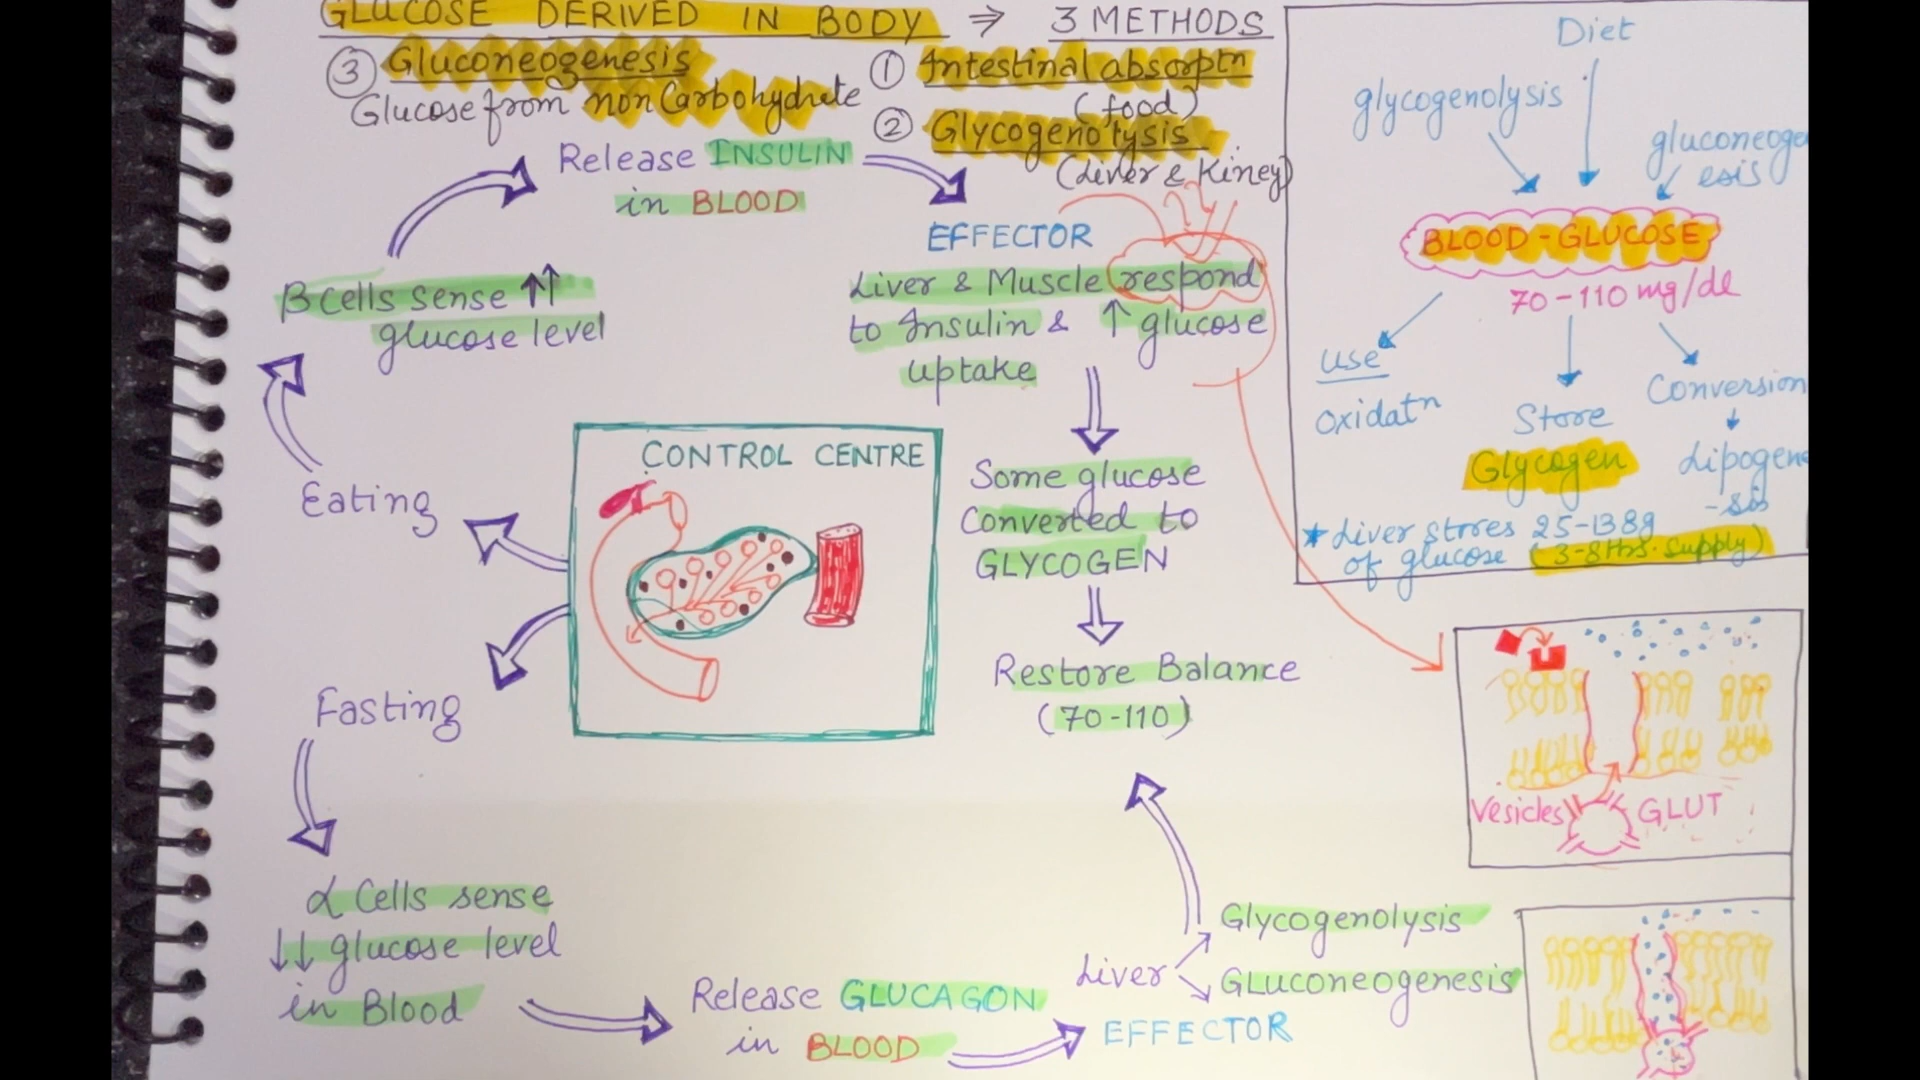 GLUCOSE DERIVED IN BODY ⇒ 3 METHODS
③ Gluconeogenesis
Glucose from non Carbohydrate
① Intestinal absorptn
(food)
② Glycogenolysis
(Liver & Kiney)
Release INSULIN
in BLOOD
β Cells sense ↑↑
glucose level
Eating
Fasting
α Cells sense
↓↓ glucose level
in Blood
Release GLUCAGON
in BLOOD
CONTROL CENTRE
EFFECTOR
Liver & Muscle respond
to Insulin & ↑ glucose
uptake
Some glucose
Converted to
GLYCOGEN
Restore Balance
(70-110)
Glycogenolysis
Liver
Gluconeogenesis
EFFECTOR
Diet
glycogenolysis
gluconeogen
esis
BLOOD-GLUCOSE
70-110 mg/dl
use
oxidatn
Store
Glycogen
Conversion
Lipogene
-sis
* Liver stores 25-138g
of glucose (3-8Hrs. supply)
Vesicles GLUT